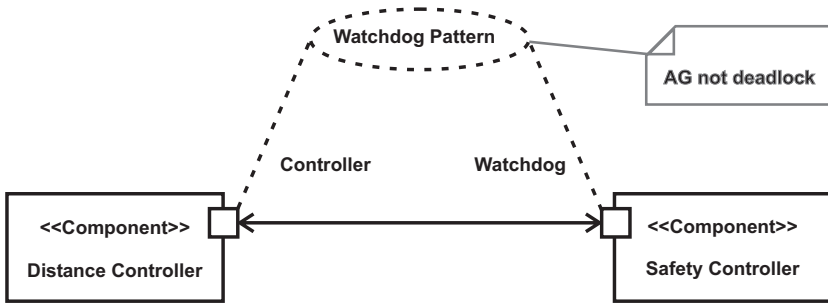 Watchdog Pattern
AG not deadlock
Controller
Watchdog
<<Component>>
Distance Controller
<<Component>>
Safety Controller